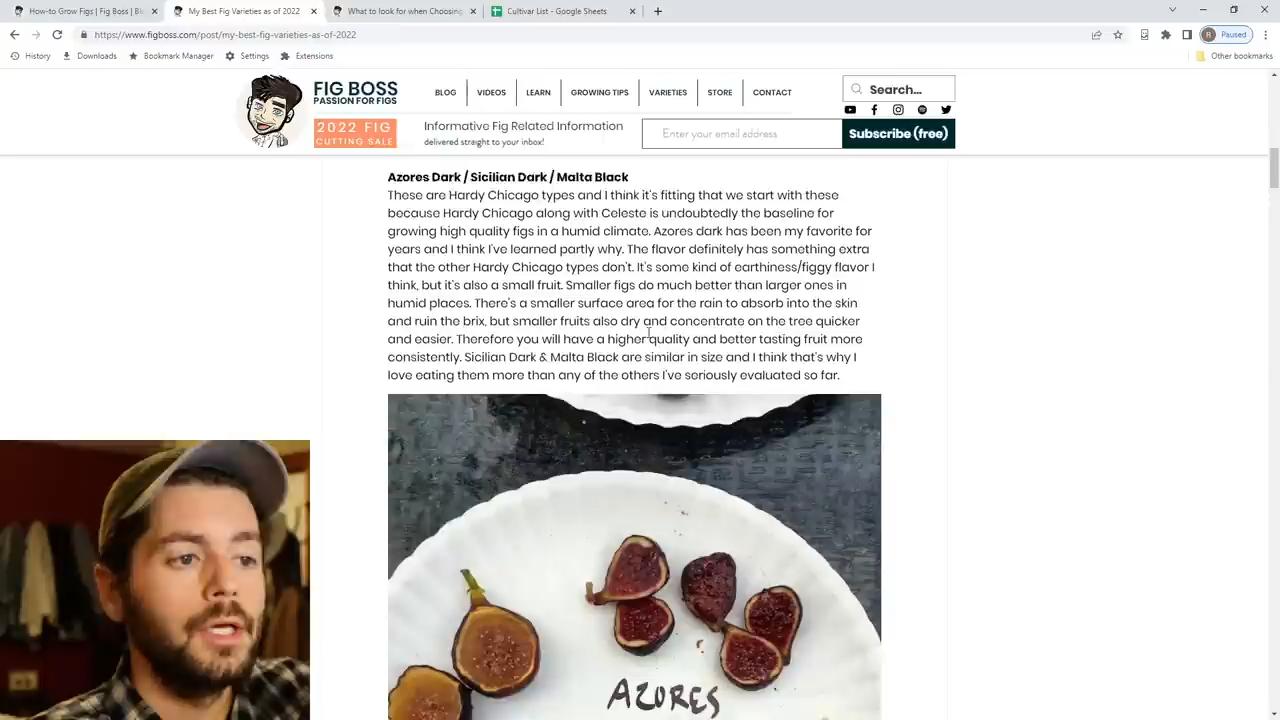 How-to Grow Figs | Fig Boss | Bl
My Best Fig Varieties as of 2022
What to look for when Choosing
Cultivar List - Google Sheets
https://www.figboss.com/post/my-best-fig-varieties-as-of-2022
R Paused
History
Downloads
Bookmark Manager
Settings
Extensions
Other bookmarks
FIG BOSS
PASSION FOR FIGS
BLOG
VIDEOS
LEARN
GROWING TIPS
VARIETIES
STORE
CONTACT
Search...
2022 FIG
CUTTING SALE
Informative Fig Related Information
delivered straight to your inbox!
Enter your email address
Subscribe (free)
Azores Dark / Sicilian Dark / Malta Black
These are Hardy Chicago types and I think it's fitting that we start with these
because Hardy Chicago along with Celeste is undoubtedly the baseline for
growing high quality figs in a humid climate. Azores dark has been my favorite for
years and I think I've learned partly why. The flavor definitely has something extra
that the other Hardy Chicago types don't. It's some kind of earthiness/figgy flavor I
think, but it's also a small fruit. Smaller figs do much better than larger ones in
humid places. There's a smaller surface area for the rain to absorb into the skin
and ruin the brix, but smaller fruits also dry and concentrate on the tree quicker
and easier. Therefore you will have a higher quality and better tasting fruit more
consistently. Sicilian Dark & Malta Black are similar in size and I think that's why I
love eating them more than any of the others I've seriously evaluated so far.
AZORES